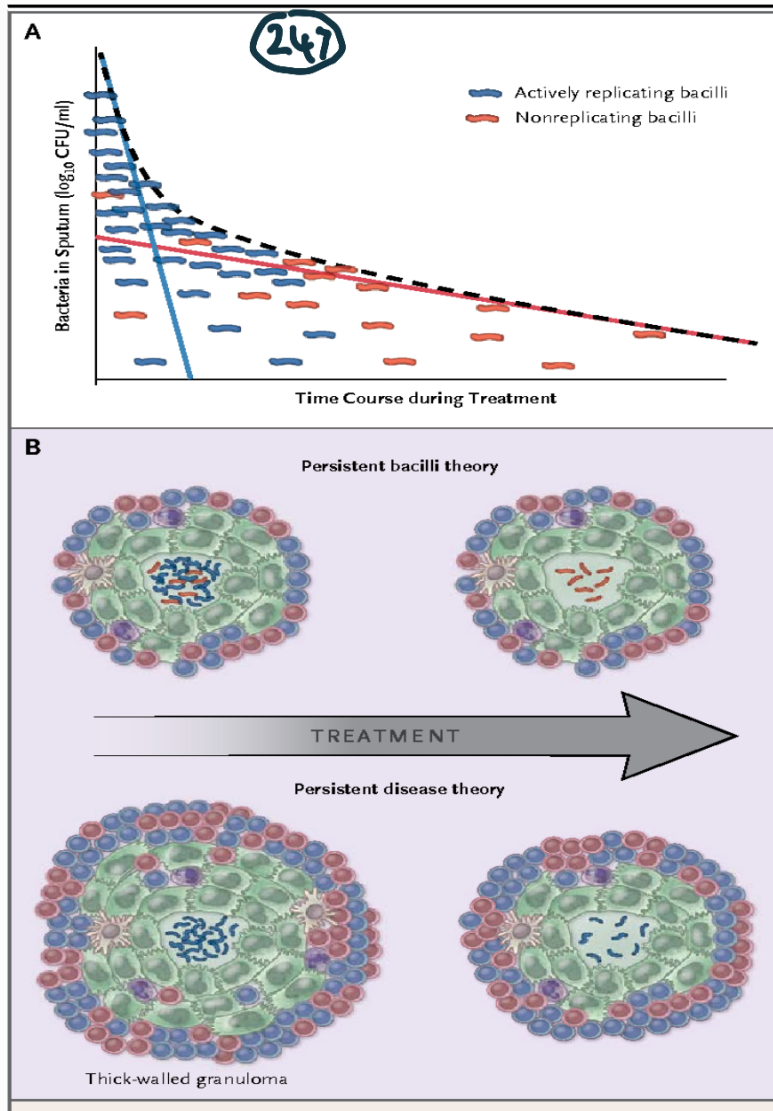 A
247
Actively replicating bacilli
Nonreplicating bacilli
Bacteria in Sputum (log₁₀ CFU/ml)
Time Course during Treatment
B
Persistent bacilli theory
TREATMENT
Persistent disease theory
Thick-walled granuloma